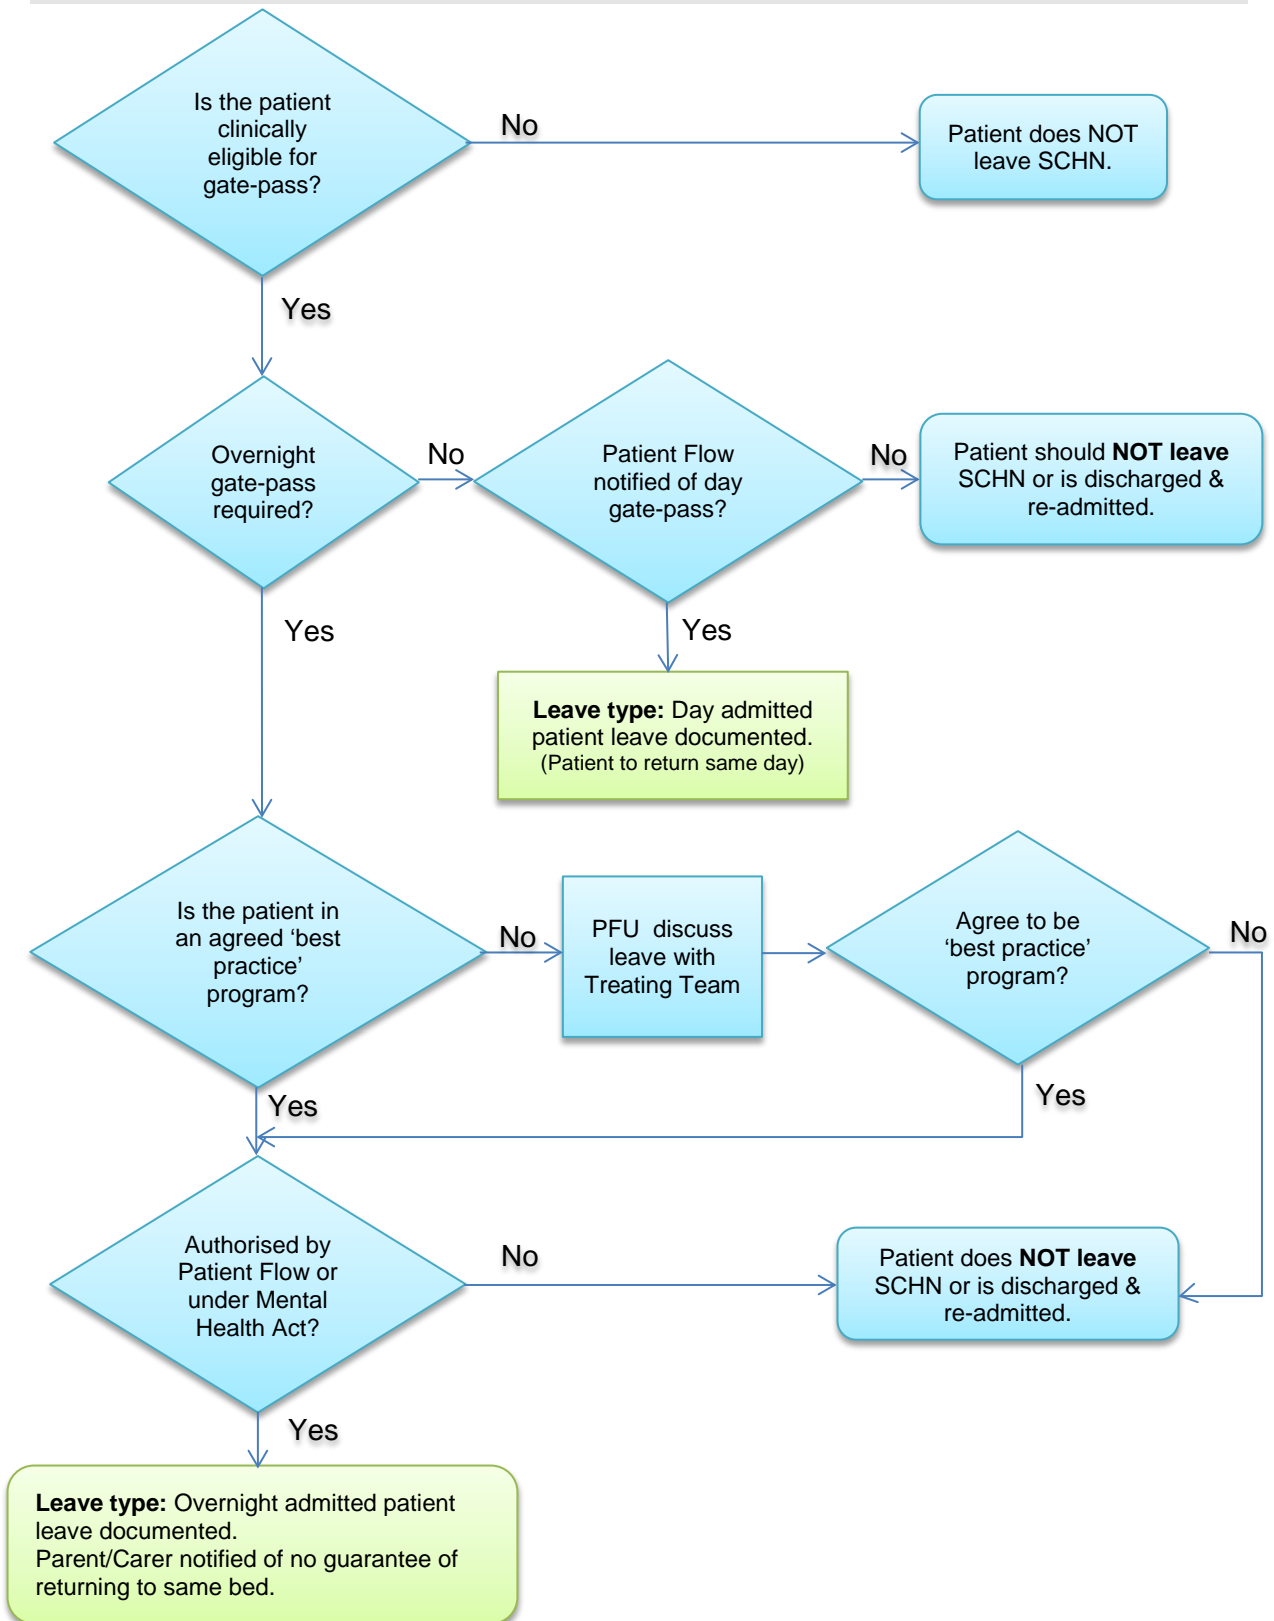 Is the patient
clinically
eligible for
gate-pass?
No
Patient does NOT
leave SCHN.
Yes
Overnight
gate-pass
required?
No
Patient Flow
notified of day
gate-pass?
No
Patient should NOT leave
SCHN or is discharged &
re-admitted.
Yes
Yes
Leave type: Day admitted
patient leave documented.
(Patient to return same day)
Is the patient in
an agreed ‘best
practice’
program?
No
PFU discuss
leave with
Treating Team
Agree to be
‘best practice’
program?
No
Yes
Yes
Authorised by
Patient Flow or
under Mental
Health Act?
No
Patient does NOT leave
SCHN or is discharged &
re-admitted.
Yes
Leave type: Overnight admitted patient
leave documented.
Parent/Carer notified of no guarantee of
returning to same bed.